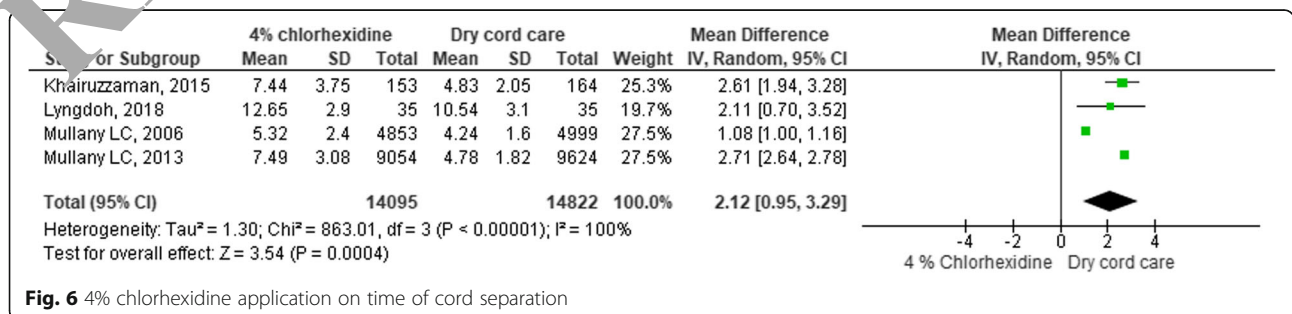 4% chlorhexidine Dry cord care Mean Difference Mean Difference
or Subgroup Mean SD Total Mean SD Total Weight IV, Random, 95% CI IV, Random, 95% CI
Khairuzzaman, 2015 7.44 3.75 153 4.83 2.05 164 25.3% 2.61 [1.94, 3.28]
Lyngdoh, 2018 12.65 2.9 35 10.54 3.1 35 19.7% 2.11 [0.70, 3.52]
Mullany LC, 2006 5.32 2.4 4853 4.24 1.6 4999 27.5% 1.08 [1.00, 1.16]
Mullany LC, 2013 7.49 3.08 9054 4.78 1.82 9624 27.5% 2.71 [2.64, 2.78]
Total (95% CI) 14095 14822 100.0% 2.12 [0.95, 3.29]
Heterogeneity: Tau² = 1.30; Chi² = 863.01, df = 3 (P < 0.00001); I² = 100%
Test for overall effect: Z = 3.54 (P = 0.0004)
-4 -2 0 2 4
4 % Chlorhexidine Dry cord care
Fig. 6 4% chlorhexidine application on time of cord separation